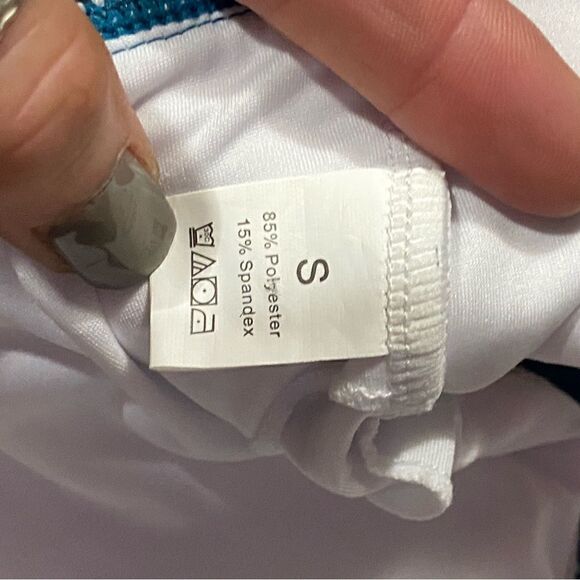 S
85% Polyester
15% Spandex